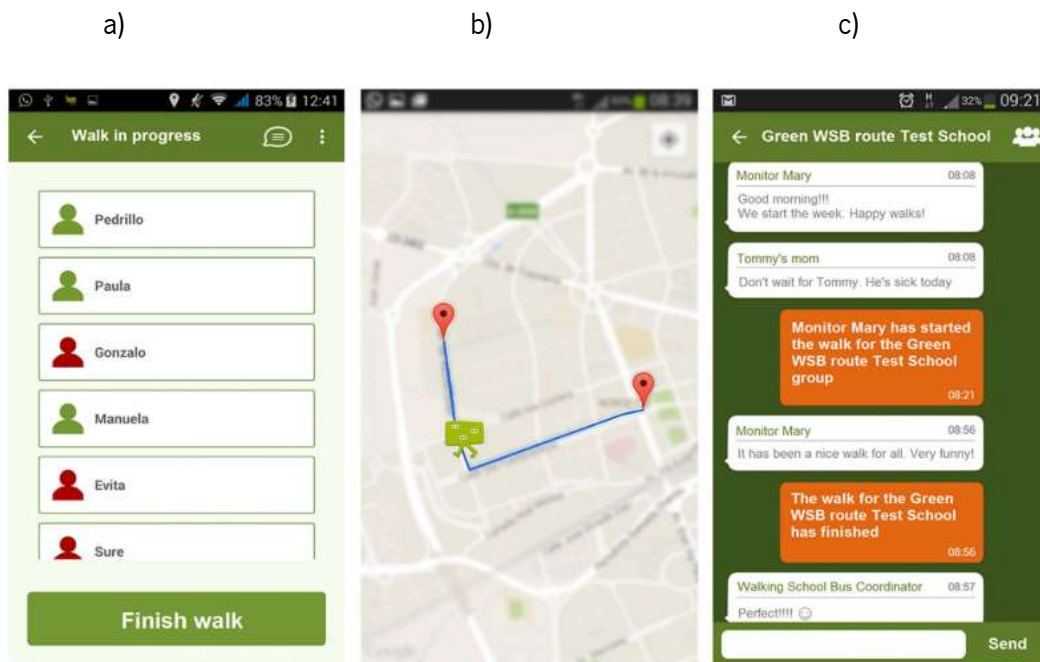 a)
b)
c)
83% 12:41
Walk in progress
Pedrillo
Paula
Gonzalo
Manuela
Evita
Sure
Finish walk
08:39
Google
32% 09:21
Green WSB route Test School
Monitor Mary 08:08
Good morning!!!
We start the week. Happy walks!
Tommy's mom 08:08
Don't wait for Tommy. He's sick today
Monitor Mary has started
the walk for the Green
WSB route Test School
group
08:21
Monitor Mary 08:56
It has been a nice walk for all. Very funny!
The walk for the Green
WSB route Test School
has finished
08:56
Walking School Bus Coordinator 08:57
Perfect!!!!
Send